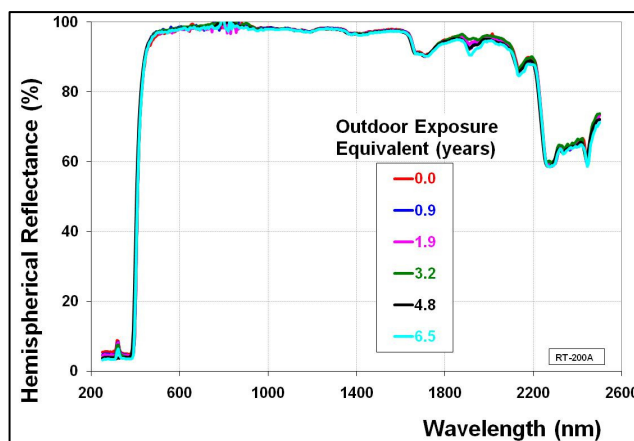 Hemispherical Reflectance (%)
100
80
60
40
20
0
Outdoor Exposure
Equivalent (years)
0.0
0.9
1.9
3.2
4.8
6.5
RT-200A
200 600 1000 1400 1800 2200 2600
Wavelength (nm)